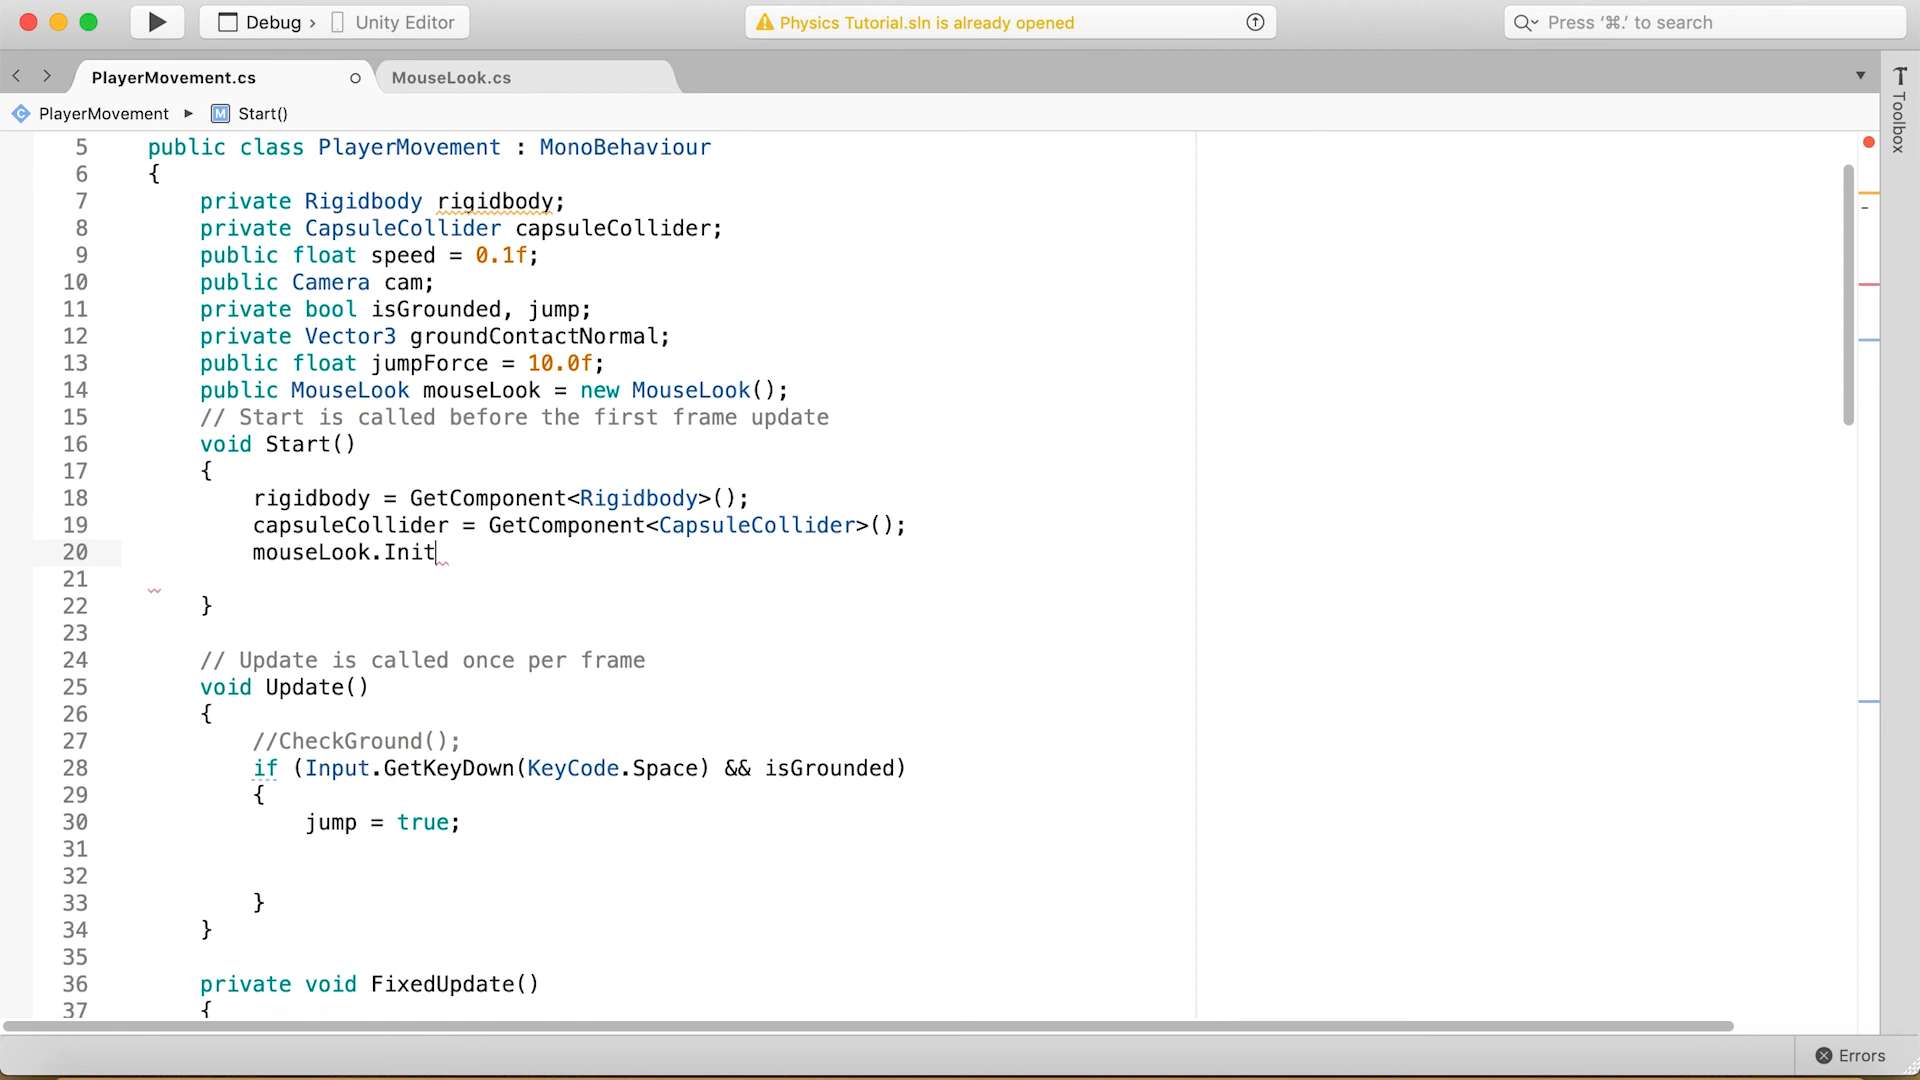 Debug › Unity Editor
Physics Tutorial.sln is already opened
Press ‘⌘.’ to search
PlayerMovement.cs
MouseLook.cs
Toolbox
PlayerMovement
M Start()
5 public class PlayerMovement : MonoBehaviour
6 {
7 private Rigidbody rigidbody;
8 private CapsuleCollider capsuleCollider;
9 public float speed = 0.1f;
10 public Camera cam;
11 private bool isGrounded, jump;
12 private Vector3 groundContactNormal;
13 public float jumpForce = 10.0f;
14 public MouseLook mouseLook = new MouseLook();
15 // Start is called before the first frame update
16 void Start()
17 {
18 rigidbody = GetComponent<Rigidbody>();
19 capsuleCollider = GetComponent<CapsuleCollider>();
20 mouseLook.Init
21
22 }
23
24 // Update is called once per frame
25 void Update()
26 {
27 //CheckGround();
28 if (Input.GetKeyDown(KeyCode.Space) && isGrounded)
29 {
30 jump = true;
31
32
33 }
34 }
35
36 private void FixedUpdate()
37 {
Errors